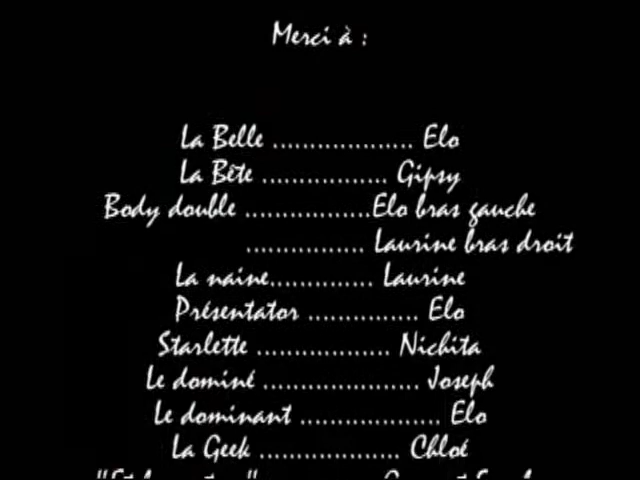 Merci à :
La Belle ................... Elo
La Bête ................. Gipsy
Body double .................Elo bras gauche
................ Laurine bras droit
La naine.............. Laurine
Présentator ............... Elo
Starlette .................. Nichita
Le dominé ..................... Joseph
Le dominant ................... Elo
La Geek ................... Chloé